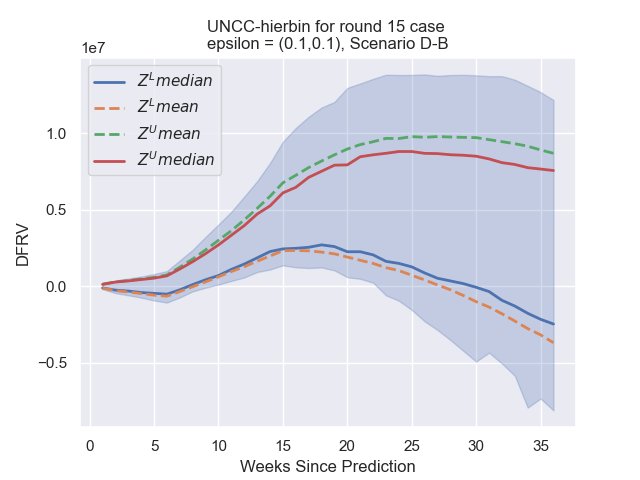 UNCC-hierbin for round 15 case
epsilon = (0.1,0.1), Scenario D-B
1e7
Z^L median
Z^L mean
Z^U mean
Z^U median
1.0
0.5
0.0
−0.5
DFRV
0 5 10 15 20 25 30 35
Weeks Since Prediction